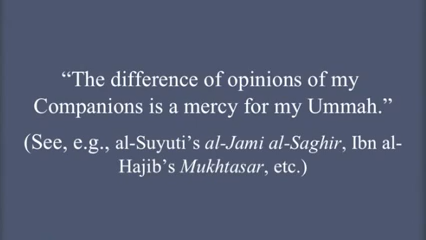 “The difference of opinions of my
Companions is a mercy for my Ummah.”
(See, e.g., al-Suyuti’s al-Jami al-Saghir, Ibn al-
Hajib’s Mukhtasar, etc.)